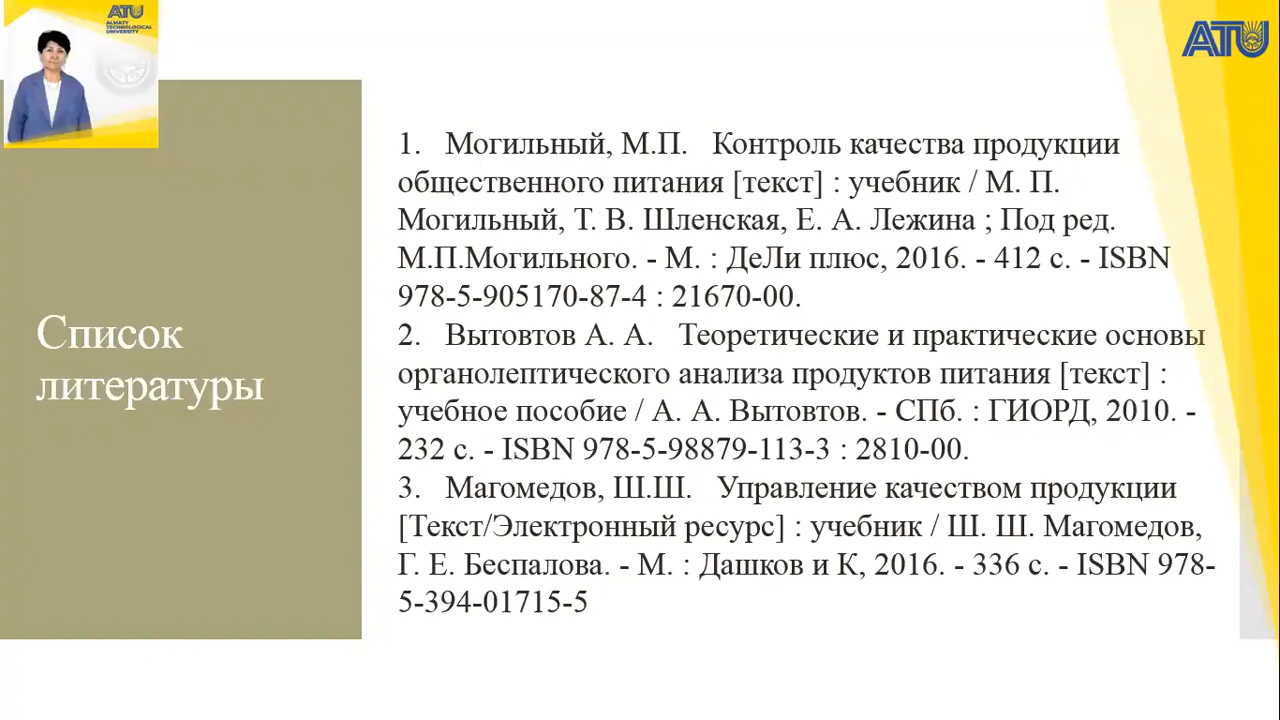 ATU
ALMATY
TECHNOLOGICAL
UNIVERSITY
ATU
Список
литературы
1. Могильный, М.П. Контроль качества продукции
общественного питания [текст] : учебник / М. П.
Могильный, Т. В. Шленская, Е. А. Лежина ; Под ред.
М.П.Могильного. - М. : ДеЛи плюс, 2016. - 412 с. - ISBN
978-5-905170-87-4 : 21670-00.
2. Вытовтов А. А. Теоретические и практические основы
органолептического анализа продуктов питания [текст] :
учебное пособие / А. А. Вытовтов. - СПб. : ГИОРД, 2010. -
232 с. - ISBN 978-5-98879-113-3 : 2810-00.
3. Магомедов, Ш.Ш. Управление качеством продукции
[Текст/Электронный ресурс] : учебник / Ш. Ш. Магомедов,
Г. Е. Беспалова. - М. : Дашков и К, 2016. - 336 с. - ISBN 978-
5-394-01715-5